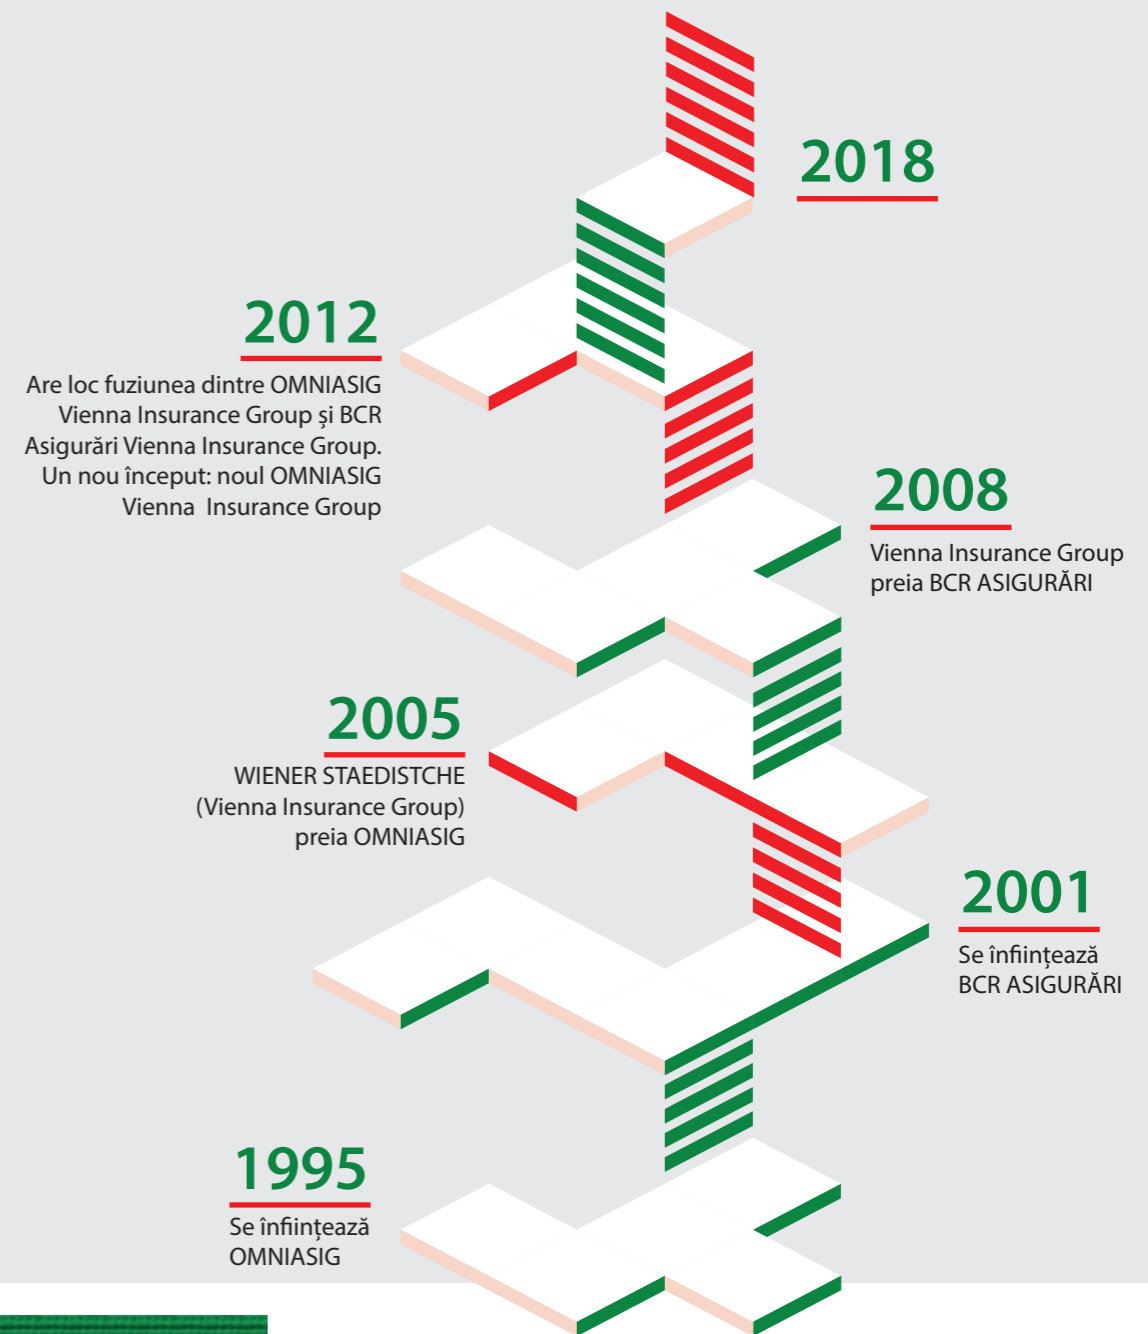 2018
2012
Are loc fuziunea dintre OMNIASIG
Vienna Insurance Group și BCR
Asigurări Vienna Insurance Group.
Un nou început: noul OMNIASIG
Vienna Insurance Group
2008
Vienna Insurance Group
preia BCR ASIGURĂRI
2005
WIENER STAEDISTCHE
(Vienna Insurance Group)
preia OMNIASIG
2001
Se înființează
BCR ASIGURĂRI
1995
Se înființează
OMNIASIG